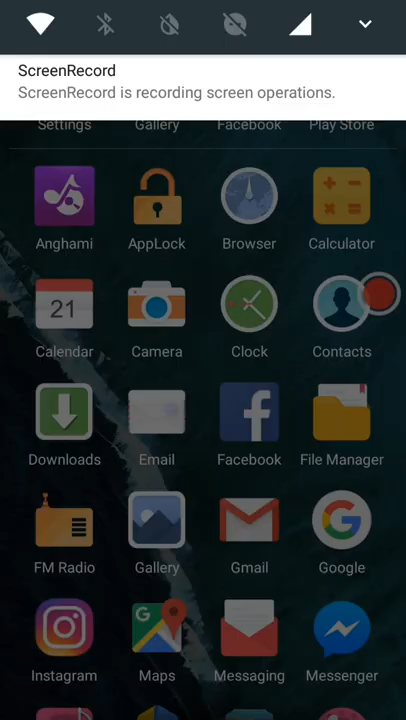 ScreenRecord
ScreenRecord is recording screen operations.
Settings Gallery Facebook Play Store
Anghami AppLock Browser Calculator
21
Calendar Camera Clock Contacts
Downloads Email Facebook File Manager
FM Radio Gallery Gmail Google
Instagram Maps Messaging Messenger